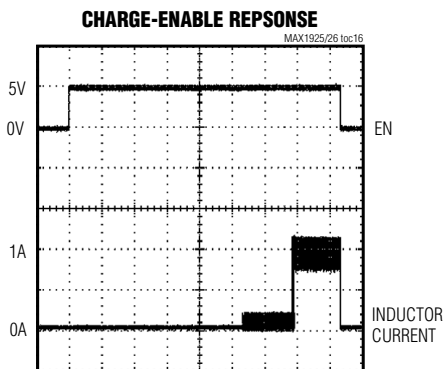 CHARGE-ENABLE REPSONSE
MAX1925/26 toc16
5V
0V
EN
1A
0A
INDUCTOR
CURRENT